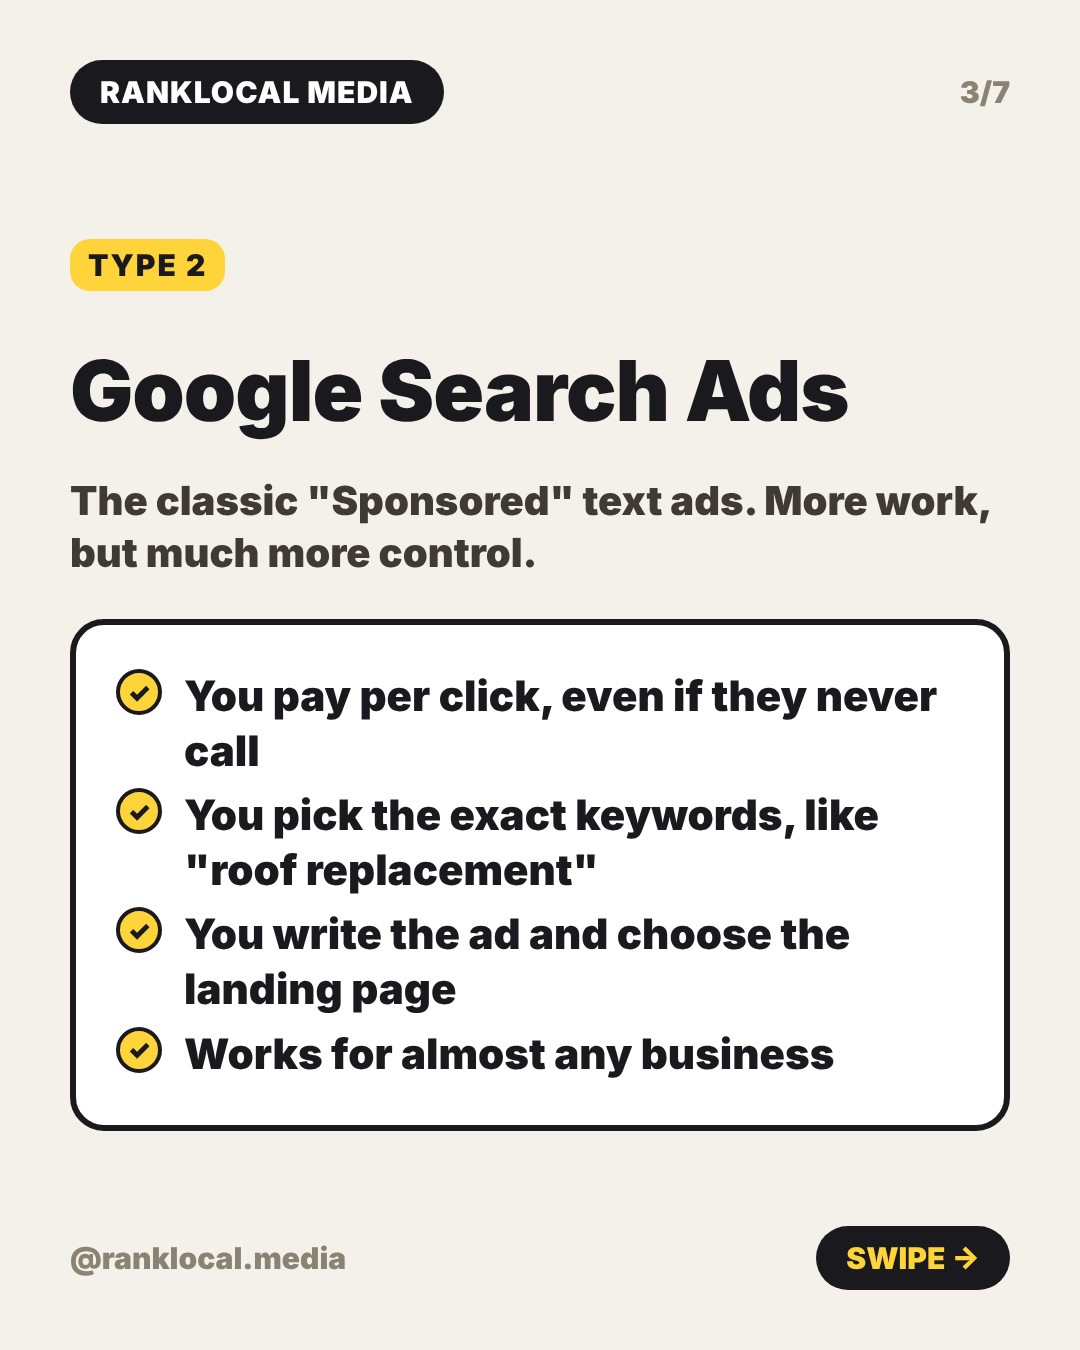 RANKLOCAL MEDIA
3/7
TYPE 2
Google Search Ads
The classic "Sponsored" text ads. More work,
but much more control.
You pay per click, even if they never
call
You pick the exact keywords, like
"roof replacement"
You write the ad and choose the
landing page
Works for almost any business
@ranklocal.media
SWIPE →